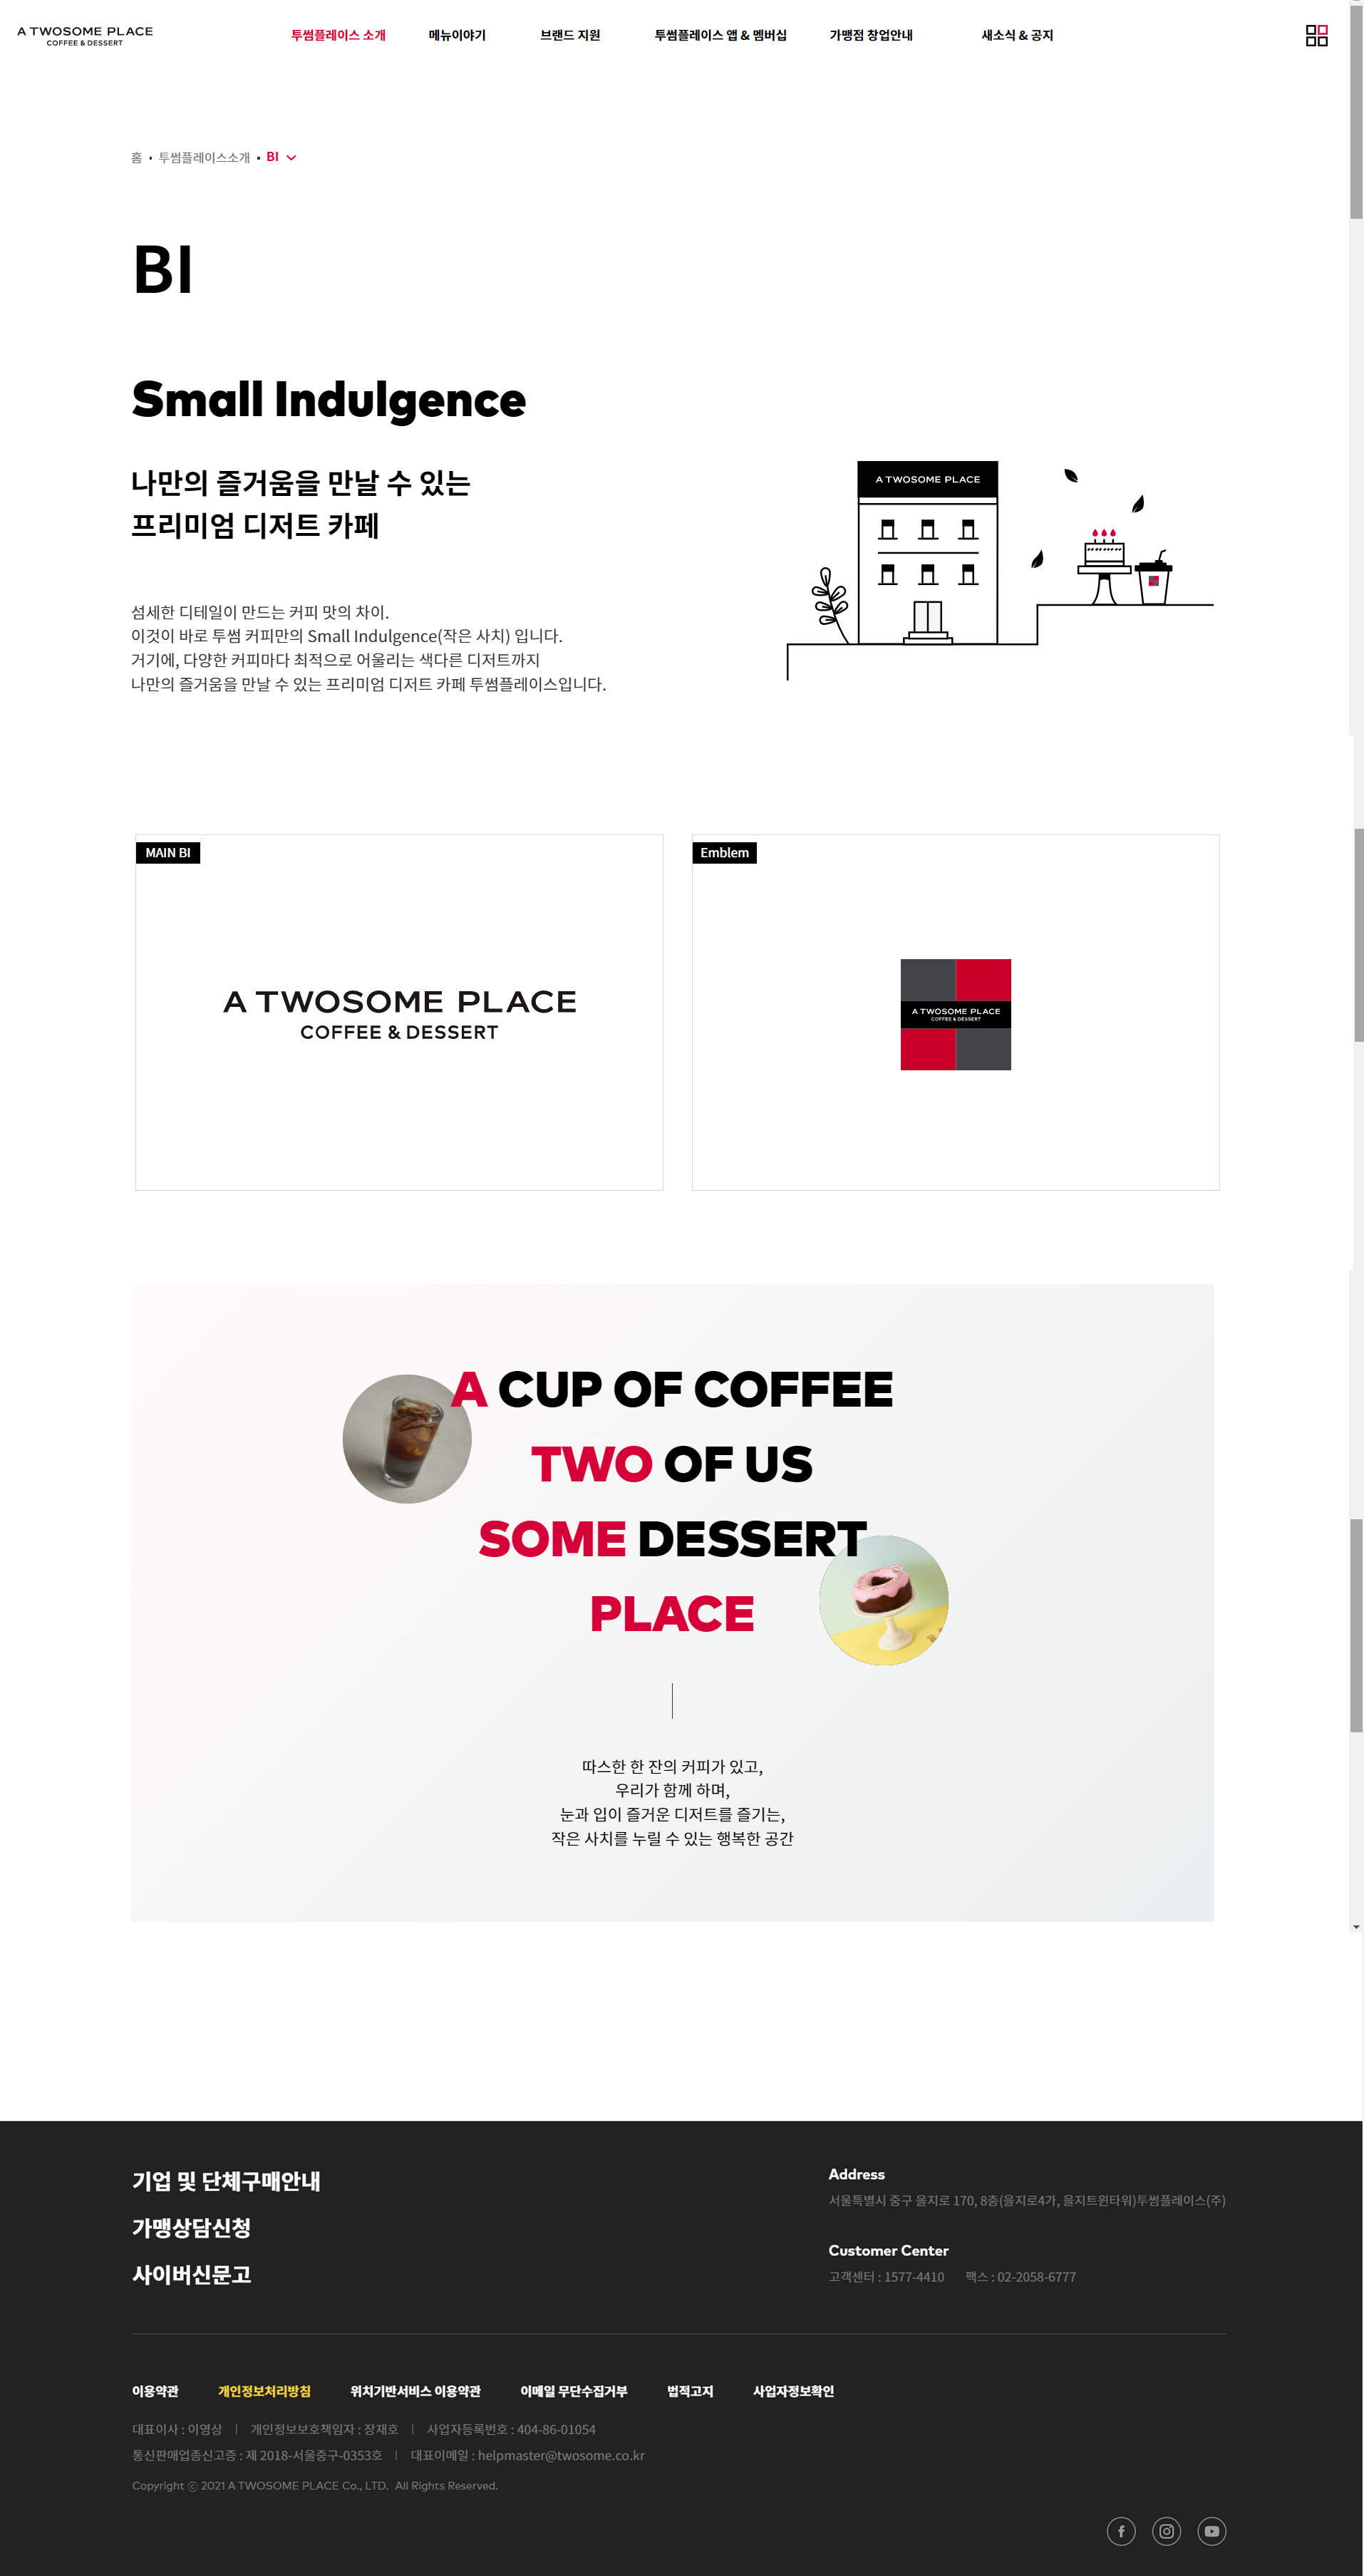 A TWOSOME PLACE
COFFEE & DESSERT
투썸플레이스 소개
메뉴이야기
브랜드 지원
투썸플레이스 앱 & 멤버십
가맹점 창업안내
새소식 & 공지
홈 • 투썸플레이스소개 • BI
BI
Small Indulgence
나만의 즐거움을 만날 수 있는
프리미엄 디저트 카페
섬세한 디테일이 만드는 커피 맛의 차이.
이것이 바로 투썸 커피만의 Small Indulgence(작은 사치) 입니다.
거기에, 다양한 커피마다 최적으로 어울리는 색다른 디저트까지
나만의 즐거움을 만날 수 있는 프리미엄 디저트 카페 투썸플레이스입니다.
A TWOSOME PLACE
MAIN BI
A TWOSOME PLACE
COFFEE & DESSERT
Emblem
A TWOSOME PLACE
COFFEE & DESSERT
A CUP OF COFFEE
TWO OF US
SOME DESSERT
PLACE
따스한 한 잔의 커피가 있고,
우리가 함께 하며,
눈과 입이 즐거운 디저트를 즐기는,
작은 사치를 누릴 수 있는 행복한 공간
기업 및 단체구매안내
가맹상담신청
사이버신문고
Address
서울특별시 중구 을지로 170, 8층(을지로4가, 을지트윈타워)투썸플레이스(주)
Customer Center
고객센터 : 1577-4410 팩스 : 02-2058-6777
이용약관
개인정보처리방침
위치기반서비스 이용약관
이메일 무단수집거부
법적고지
사업자정보확인
대표이사 : 이영상 | 개인정보보호책임자 : 장재호 | 사업자등록번호 : 404-86-01054
통신판매업종신고증 : 제 2018-서울중구-0353호 | 대표이메일 : helpmaster@twosome.co.kr
Copyright ⓒ 2021 A TWOSOME PLACE Co., LTD. All Rights Reserved.